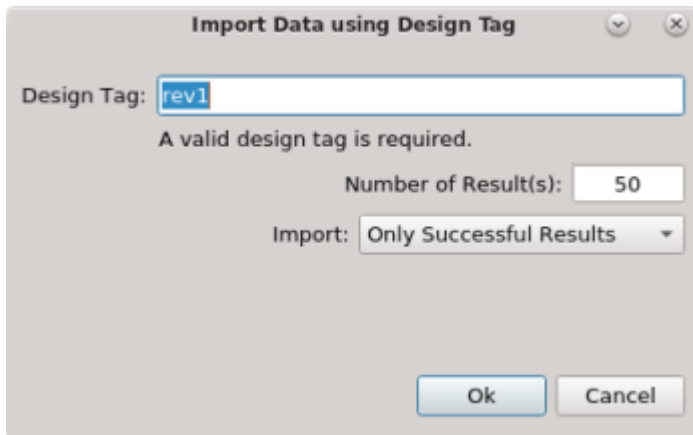 Import Data using Design Tag
Design Tag: rev1
A valid design tag is required.
Number of Result(s): 50
Import: Only Successful Results
Ok Cancel